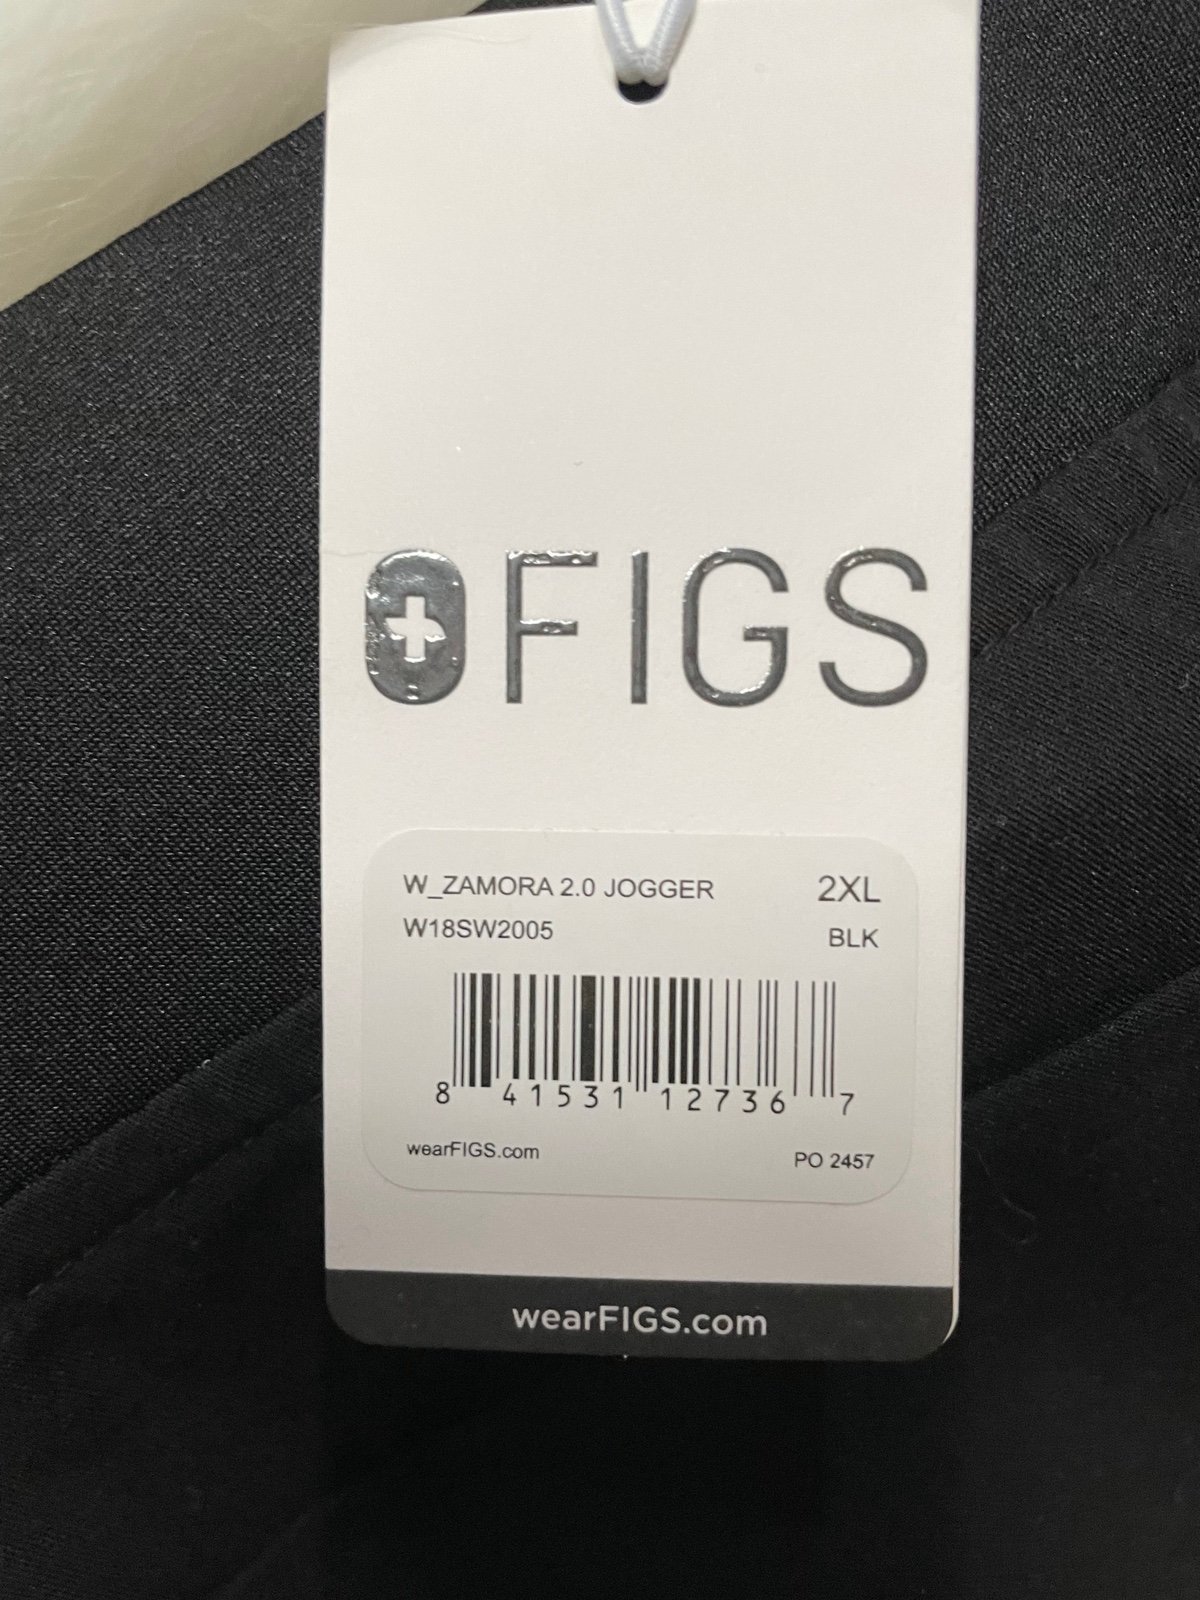 FIGS
W_ZAMORA 2.0 JOGGER 2XL
W18SW2005 BLK
8 41531 12736 7
wearFIGS.com PO 2457
wearFIGS.com